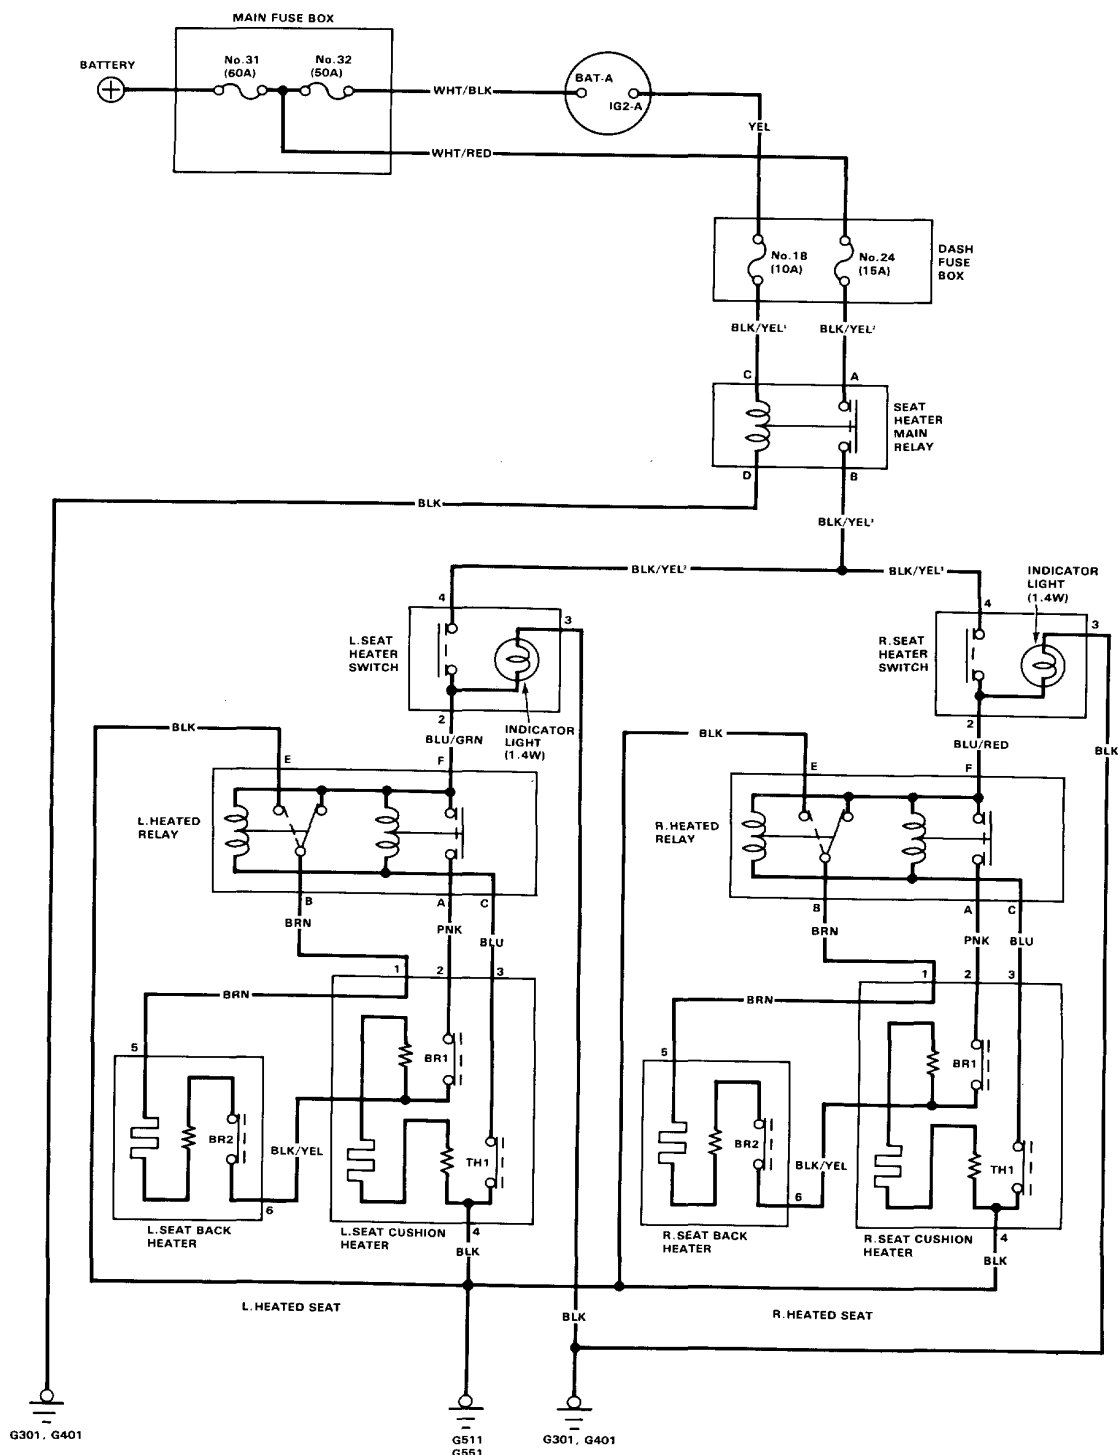 MAIN FUSE BOX
BATTERY
No.31
(60A)
No.32
(50A)
WHT/BLK
BAT-A
IG2-A
YEL
WHT/RED
No.18
(10A)
No.24
(15A)
DASH
FUSE
BOX
BLK/YEL¹
BLK/YEL²
C
A
SEAT
HEATER
MAIN
RELAY
D
B
BLK
BLK/YEL³
BLK/YEL²
BLK/YEL³
INDICATOR
LIGHT
(1.4W)
4
3
L.SEAT
HEATER
SWITCH
4
3
R.SEAT
HEATER
SWITCH
2
INDICATOR
LIGHT
(1.4W)
2
BLK
BLU/GRN
BLK
BLU/RED
BLK
E
F
E
F
L.HEATED
RELAY
R.HEATED
RELAY
B
A
C
B
A
C
BRN
PNK
BLU
BRN
PNK
BLU
1
2
3
1
2
3
BRN
BRN
5
BR1
5
BR1
BR2
BLK/YEL
TH1
BR2
BLK/YEL
TH1
6
4
6
4
L.SEAT BACK
HEATER
L.SEAT CUSHION
HEATER
R.SEAT BACK
HEATER
R.SEAT CUSHION
HEATER
BLK
BLK
L.HEATED SEAT
BLK
R.HEATED SEAT
G301, G401
G511
G551
G301, G401